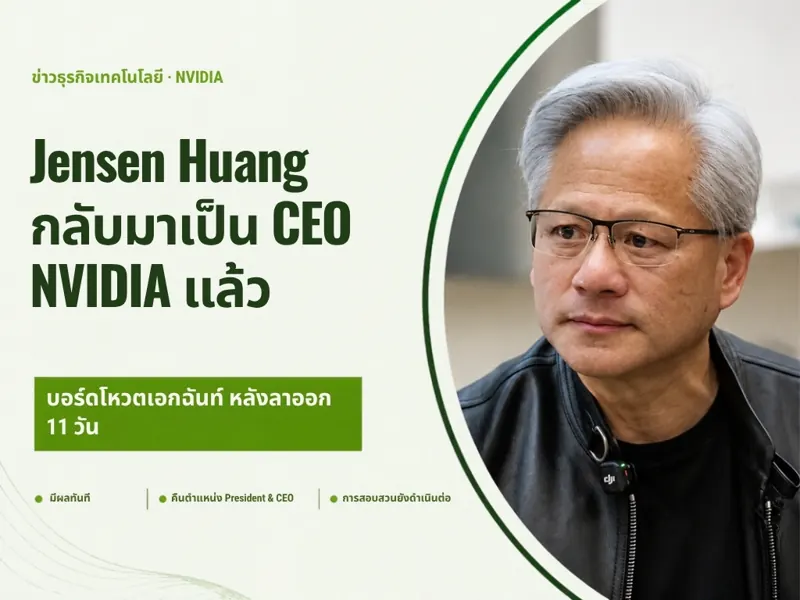 ข่าวธุรกิจเทคโนโลยี · NVIDIA
Jensen Huang
กลับมาเป็น CEO
NVIDIA แล้ว
บอร์ดโหวตเอกฉันท์ หลังลาออก
11 วัน
มีผลทันที
คืนตำแหน่ง President & CEO
การสอบสวนยังดำเนินต่อ
dji